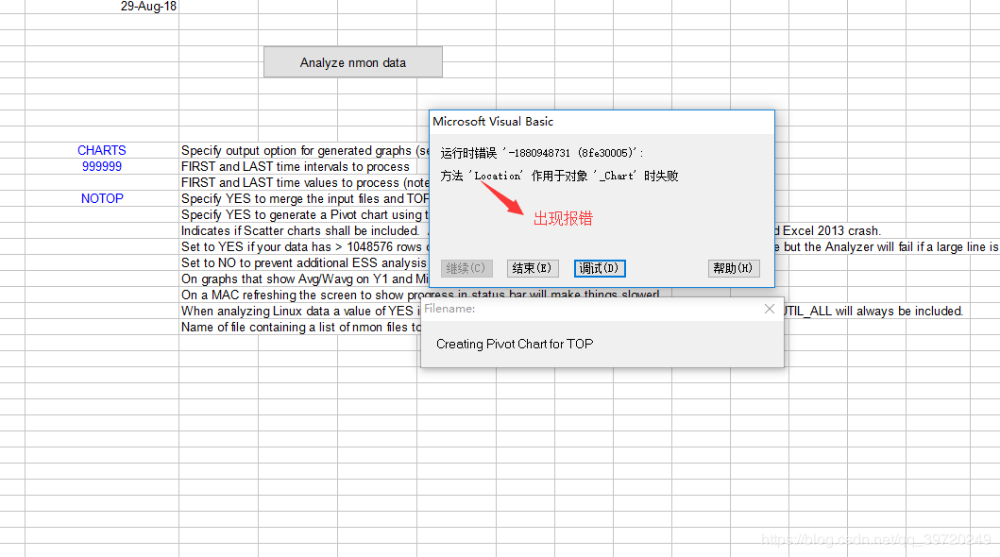 29-Aug-18
Analyze nmon data
Microsoft Visual Basic
运行时错误 '-1880948731 (8fe30005)':
方法 'Location' 作用于对象 '_Chart' 时失败
出现报错
继续(C) 结束(E) 调试(D) 帮助(H)
CHARTS Specify output option for generated graphs (se
999999 FIRST and LAST time intervals to process
FIRST and LAST time values to process (note
NOTOP Specify YES to merge the input files and TOP
Specify YES to generate a Pivot chart using t
Indicates if Scatter charts shall be included. d Excel 2013 crash.
Set to YES if your data has > 1048576 rows e but the Analyzer will fail if a large line is
Set to NO to prevent additional ESS analysis
On graphs that show Avg/Wavg on Y1 and Mi
On a MAC refreshing the screen to show progress in status bar will make things slower!
When analyzing Linux data a value of YES i UTIL_ALL will always be included.
Name of file containing a list of nmon files to
Filename:
Creating Pivot Chart for TOP
https://blog.csdn.net/qq_39720249